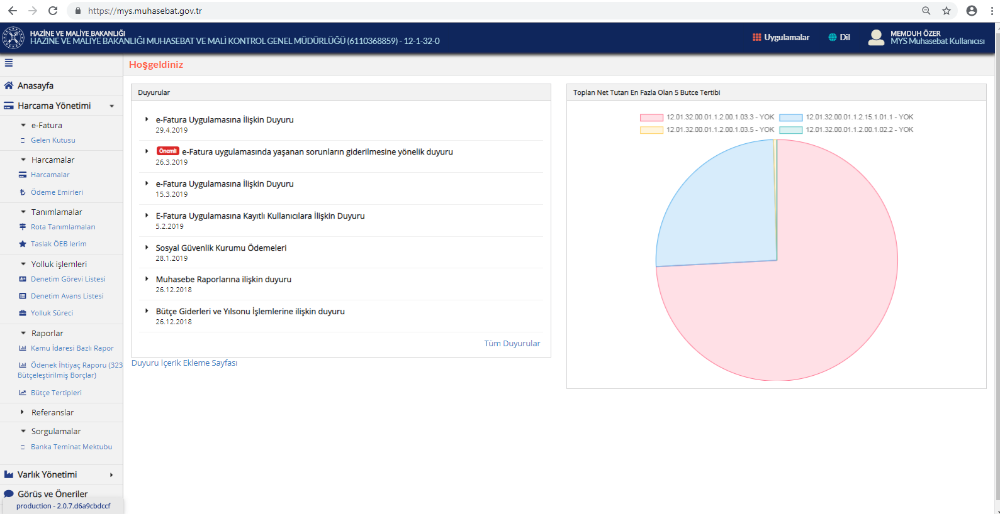 https://mys.muhasebat.gov.tr
HAZİNE VE MALİYE BAKANLIĞI
HAZİNE VE MALİYE BAKANLIĞI MUHASEBAT VE MALİ KONTROL GENEL MÜDÜRLÜĞÜ (6110368859) - 12-1-32-0
Uygulamalar
Dil
MEMDUH ÖZER
MYS Muhasebat Kullanıcısı
Anasayfa
Harcama Yönetimi
e-Fatura
Gelen Kutusu
Harcamalar
Harcamalar
Ödeme Emirleri
Tanımlamalar
Rota Tanımlamaları
Taslak ÖEB lerim
Yolluk işlemleri
Denetim Görevi Listesi
Denetim Avans Listesi
Yolluk Süreci
Raporlar
Kamu İdaresi Bazlı Rapor
Ödenek İhtiyaç Raporu (323
Bütçeleştirilmiş Borçlar)
Bütçe Tertipleri
Referanslar
Sorgulamalar
Banka Teminat Mektubu
Varlık Yönetimi
Görüş ve Öneriler
production - 2.0.7.d6a9cbdccf
Hoşgeldiniz
Duyurular
e-Fatura Uygulamasına İlişkin Duyuru
29.4.2019
Önemli e-Fatura uygulamasında yaşanan sorunların giderilmesine yönelik duyuru
26.3.2019
e-Fatura Uygulamasına İlişkin Duyuru
15.3.2019
E-Fatura Uygulamasına Kayıtlı Kullanıcılara İlişkin Duyuru
5.2.2019
Sosyal Güvenlik Kurumu Ödemeleri
28.1.2019
Muhasebe Raporlarına ilişkin duyuru
26.12.2018
Bütçe Giderleri ve Yılsonu İşlemlerine ilişkin duyuru
26.12.2018
Tüm Duyurular
Duyuru İçerik Ekleme Sayfası
Toplan Net Tutarı En Fazla Olan 5 Butce Tertibi
12.01.32.00.01.1.2.00.1.03.3 - YOK
12.01.32.00.01.1.2.15.1.01.1 - YOK
12.01.32.00.01.1.2.00.1.03.5 - YOK
12.01.32.00.01.1.2.00.1.02.2 - YOK